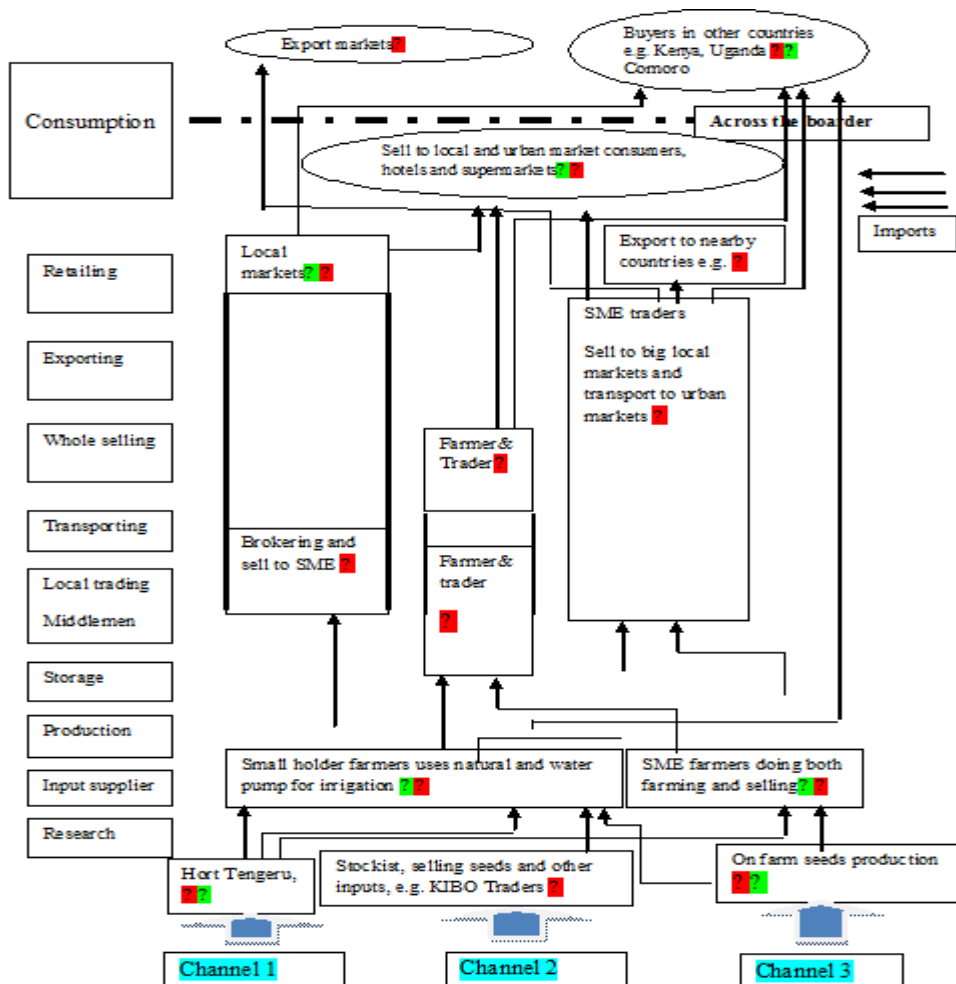 Export markets?
Buyers in other countries
e.g. Kenya, Uganda ? ?
Comoro
Consumption
Across the boarder
Sell to local and urban market consumers,
hotels and supermarkets? ?
Imports
Retailing
Local
markets? ?
Export to nearby
countries e.g. ?
SME traders
Sell to big local
markets and
transport to urban
markets ?
Exporting
Whole selling
Farmer&
Trader?
Transporting
Brokering and
sell to SME ?
Farmer&
trader
?
Local trading
Middlemen
Storage
Production
Small holder farmers uses natural and water
pump for irrigation ? ?
SME farmers doing both
farming and selling? ?
Input supplier
Research
Hort Tengeru,
? ?
Stockist, selling seeds and other
inputs, e.g. KIBO Traders ?
On farm seeds production
? ?
Channel 1
Channel 2
Channel 3